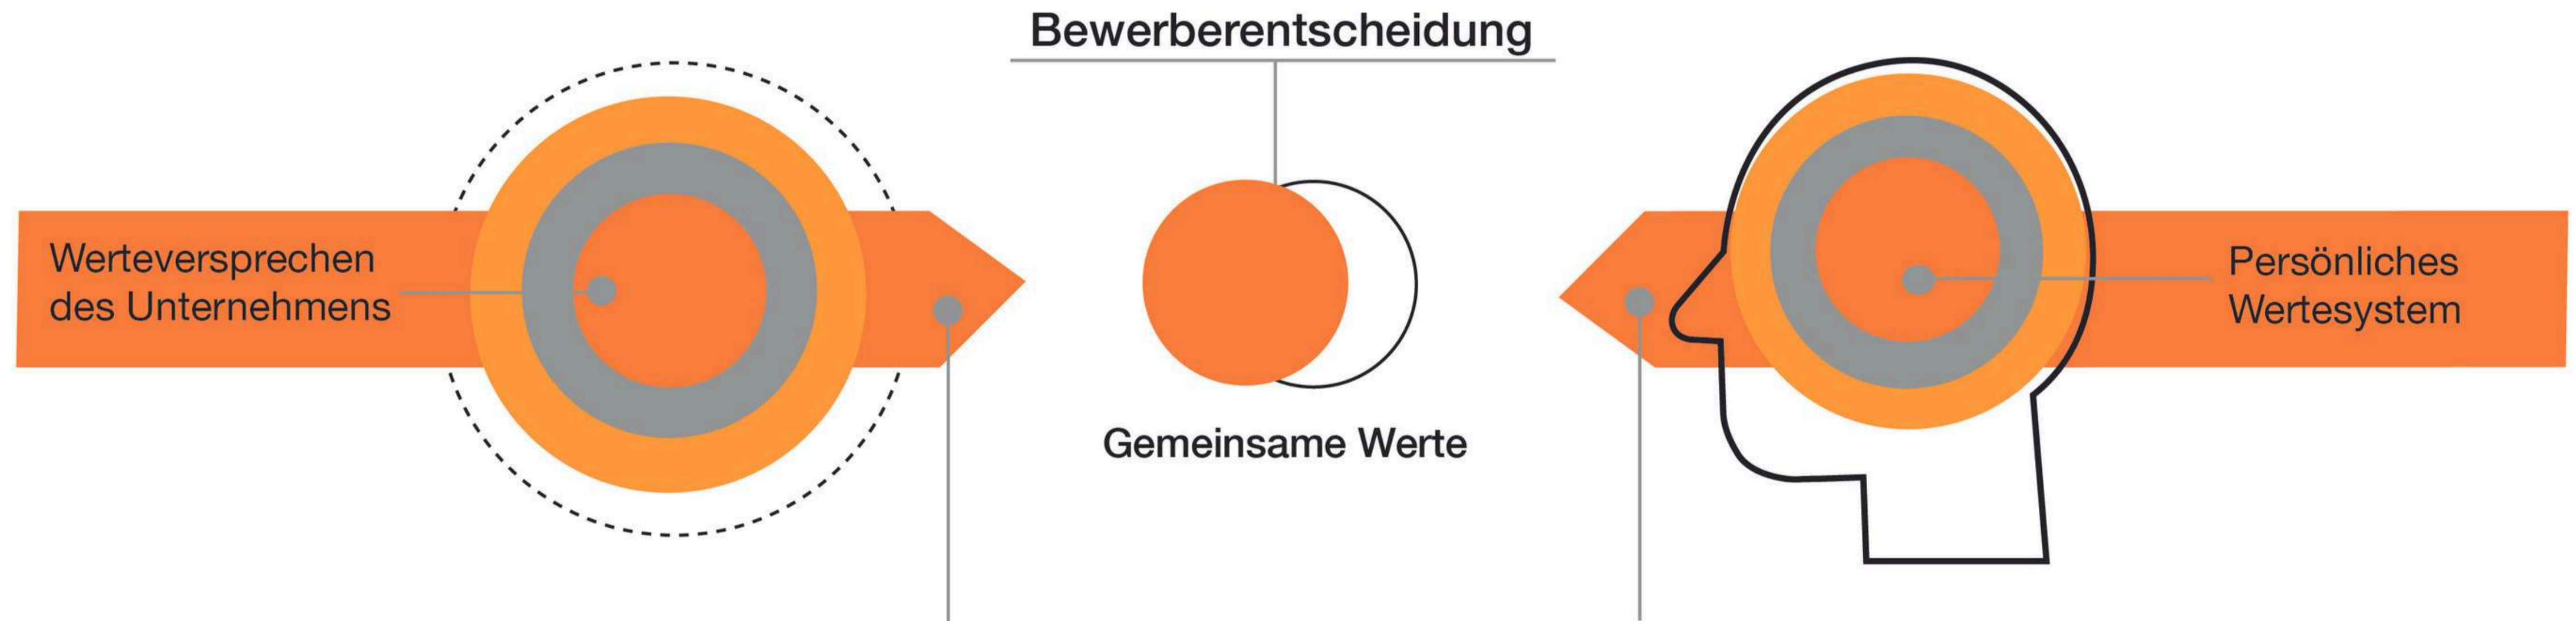 Bewerberentscheidung
Werteversprechen
des Unternehmens
Gemeinsame Werte
Persönliches
Wertesystem